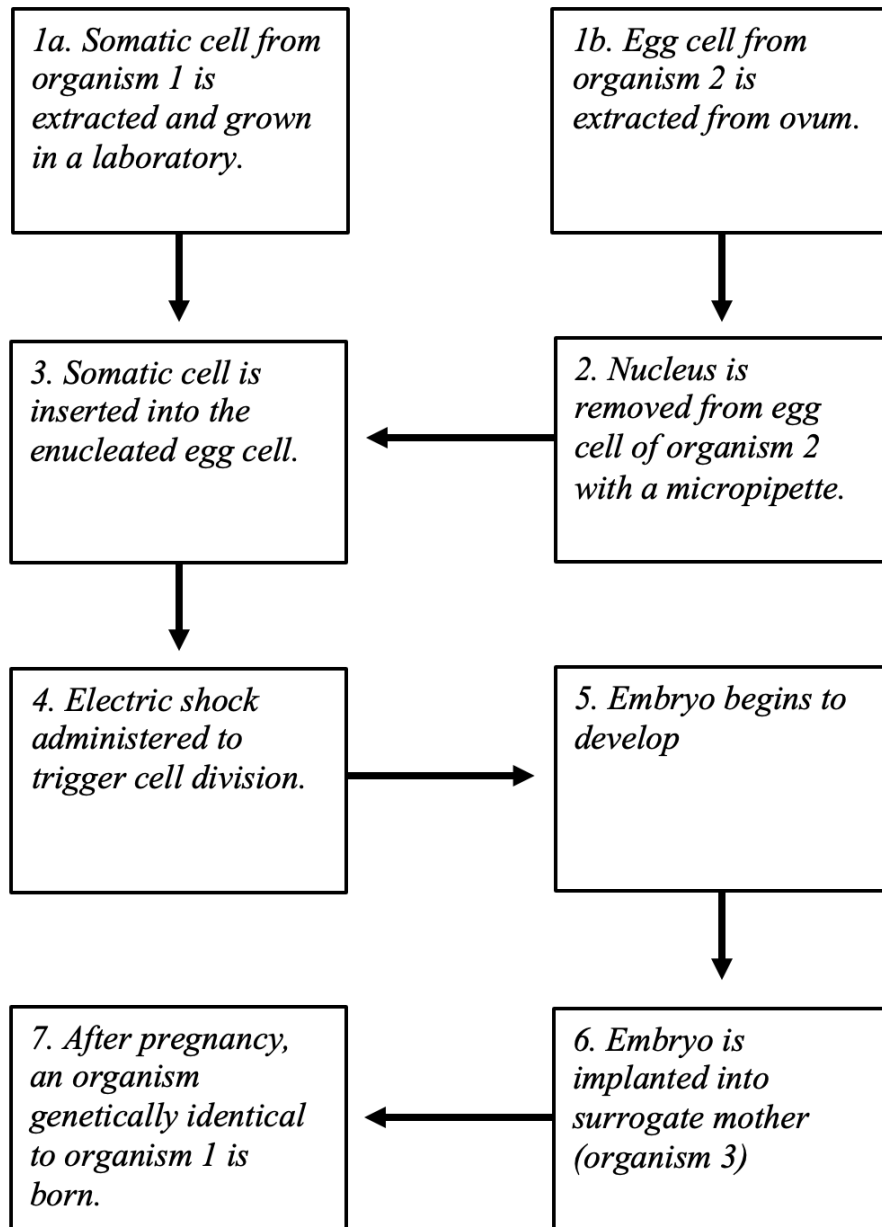 1a. Somatic cell from
organism 1 is
extracted and grown
in a laboratory.
1b. Egg cell from
organism 2 is
extracted from ovum.
2. Nucleus is
removed from egg
cell of organism 2
with a micropipette.
3. Somatic cell is
inserted into the
enucleated egg cell.
4. Electric shock
administered to
trigger cell division.
5. Embryo begins to
develop
6. Embryo is
implanted into
surrogate mother
(organism 3)
7. After pregnancy,
an organism
genetically identical
to organism 1 is
born.